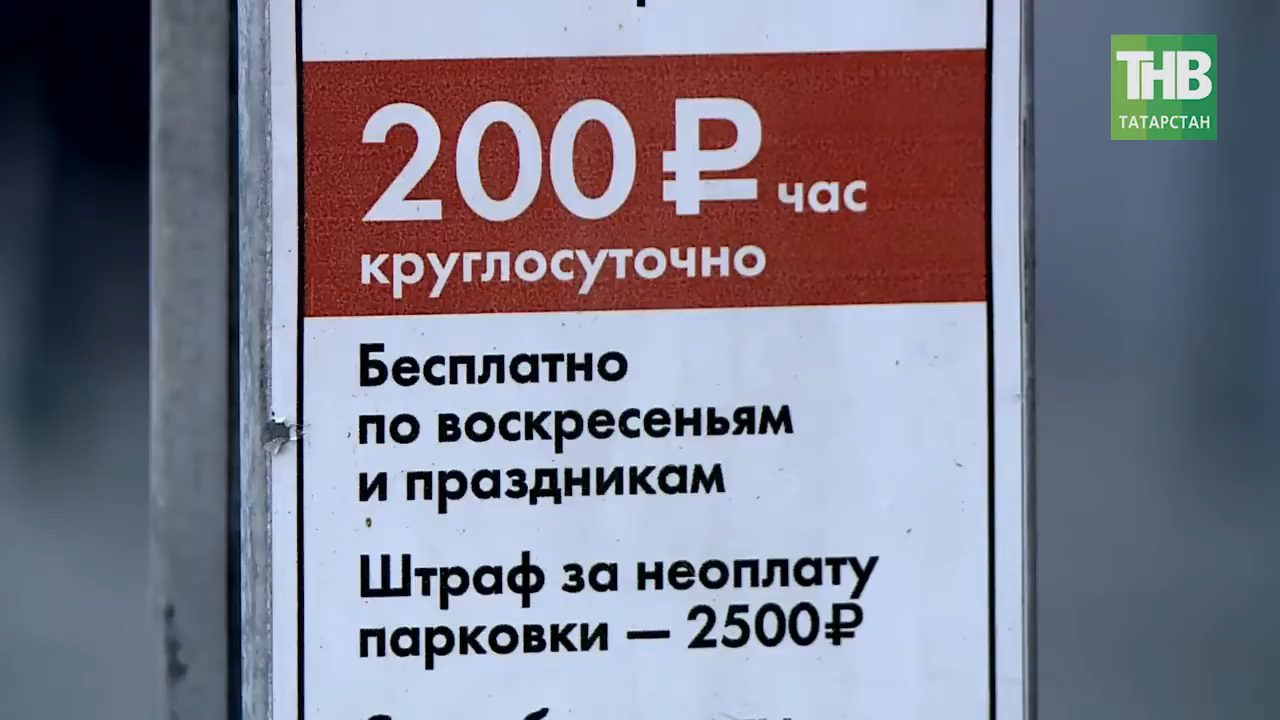 ТНВ
ТАТАРСТАН
200 ₽ час
круглосуточно
Бесплатно
по воскресеньям
и праздникам
Штраф за неоплату
парковки — 2500₽